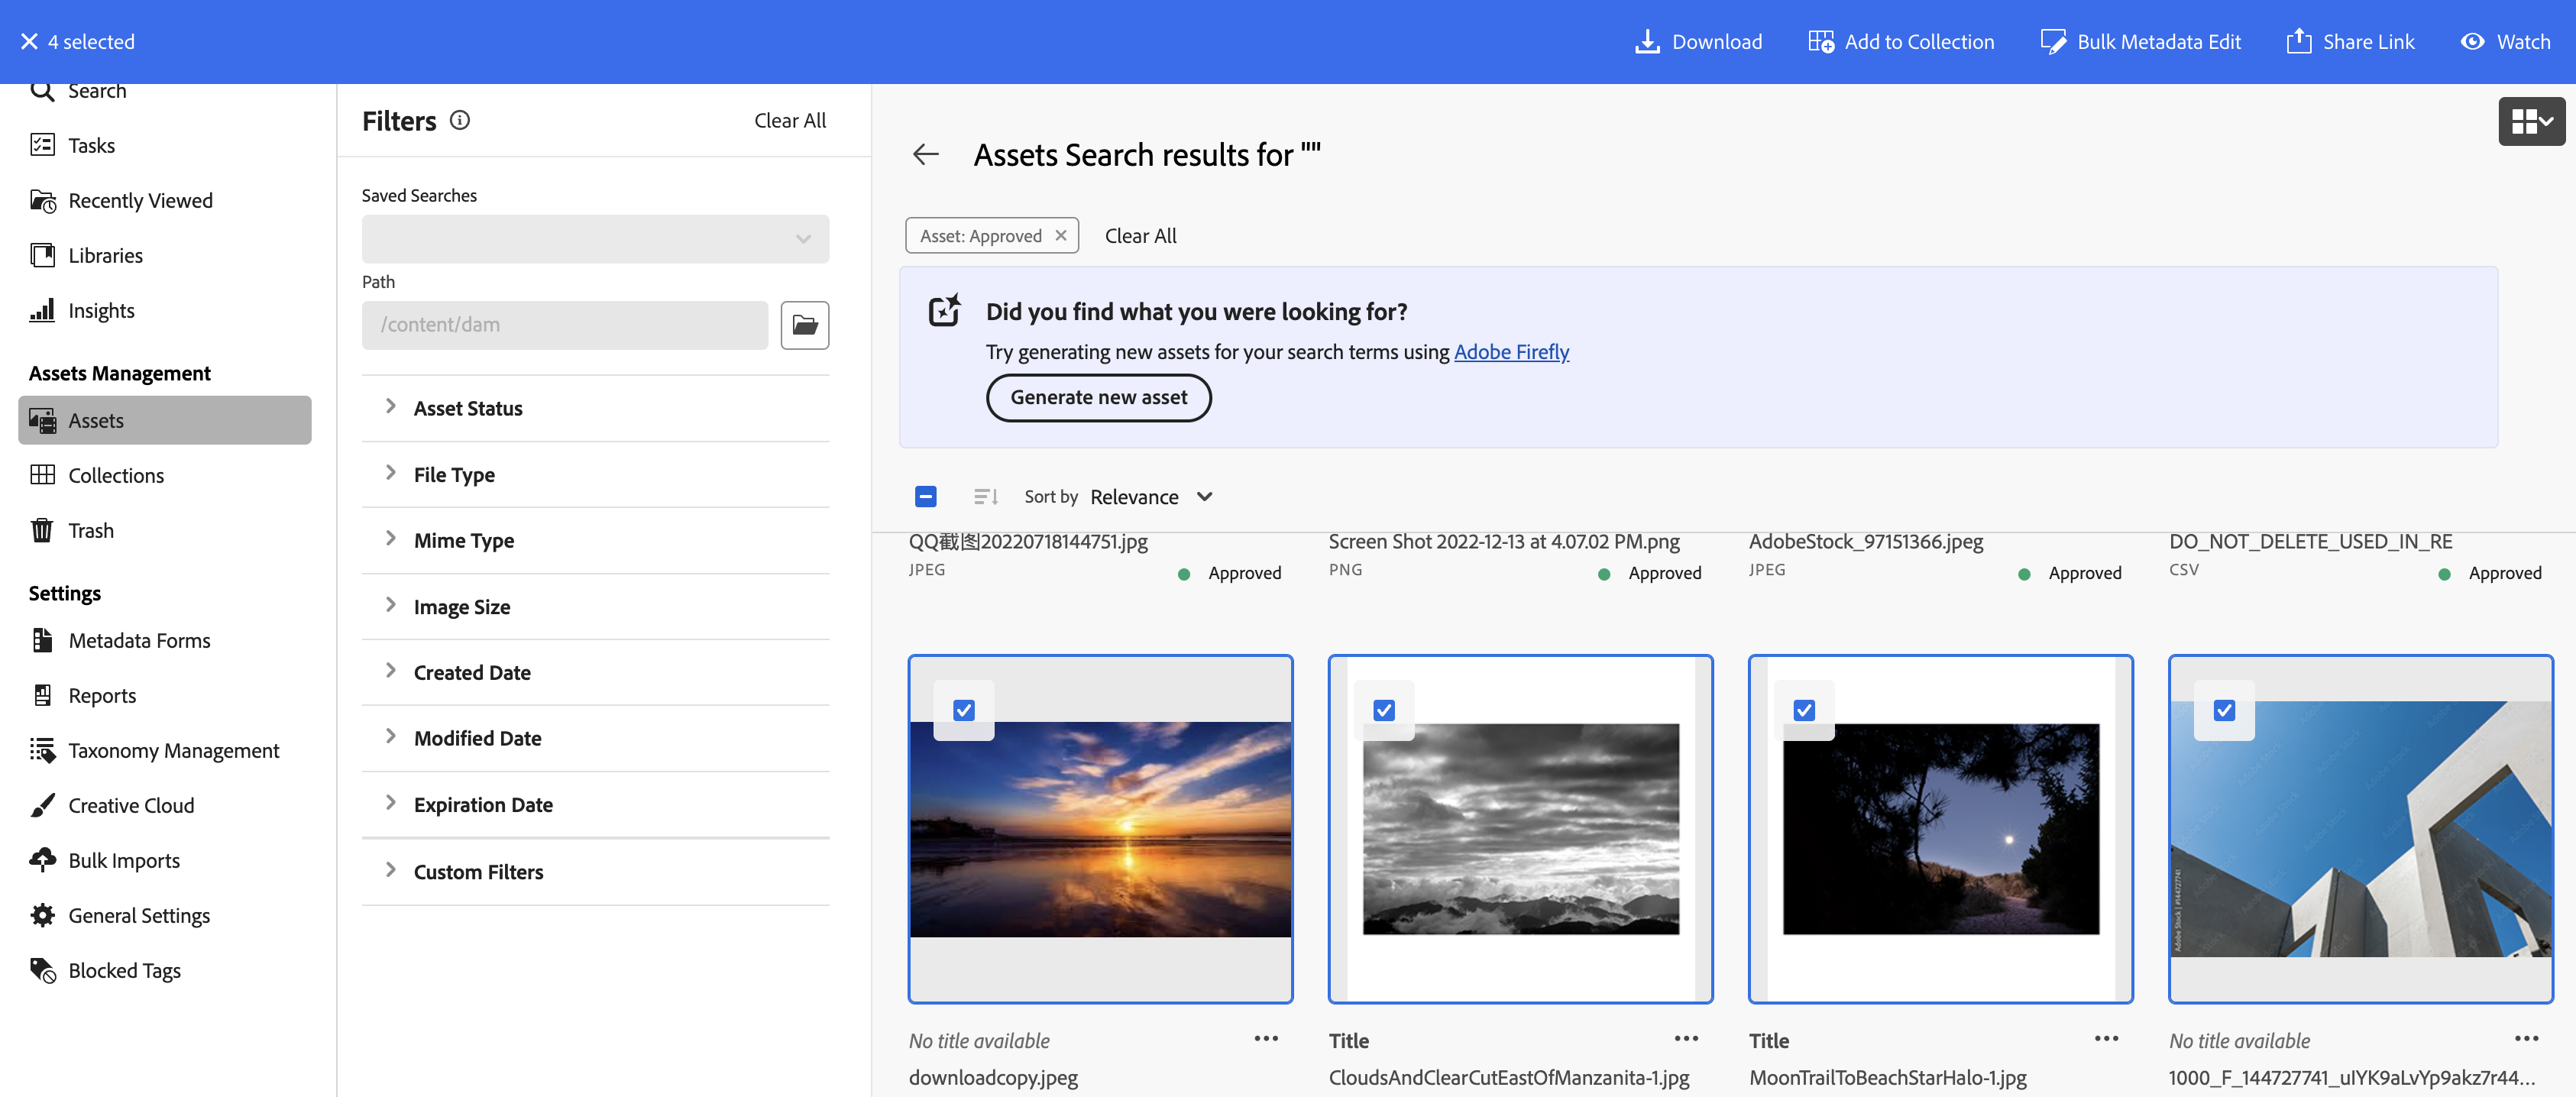 4 selected
Download
Add to Collection
Bulk Metadata Edit
Share Link
Watch
Search
Tasks
Recently Viewed
Libraries
Insights
Assets Management
Assets
Collections
Trash
Settings
Metadata Forms
Reports
Taxonomy Management
Creative Cloud
Bulk Imports
General Settings
Blocked Tags
Filters
Clear All
Saved Searches
Path
/content/dam
Asset Status
File Type
Mime Type
Image Size
Created Date
Modified Date
Expiration Date
Custom Filters
Assets Search results for ""
Asset: Approved
Clear All
Did you find what you were looking for?
Try generating new assets for your search terms using Adobe Firefly
Generate new asset
Sort by Relevance
QQ截图20220718144751.jpg
JPEG
Approved
Screen Shot 2022-12-13 at 4.07.02 PM.png
PNG
Approved
AdobeStock_97151366.jpeg
JPEG
Approved
DO_NOT_DELETE_USED_IN_RE
CSV
Approved
Adobe Stock | #144727741
No title available
downloadcopy.jpeg
Title
CloudsAndClearCutEastOfManzanita-1.jpg
Title
MoonTrailToBeachStarHalo-1.jpg
No title available
1000_F_144727741_uIYK9aLvYp9akz7r44...